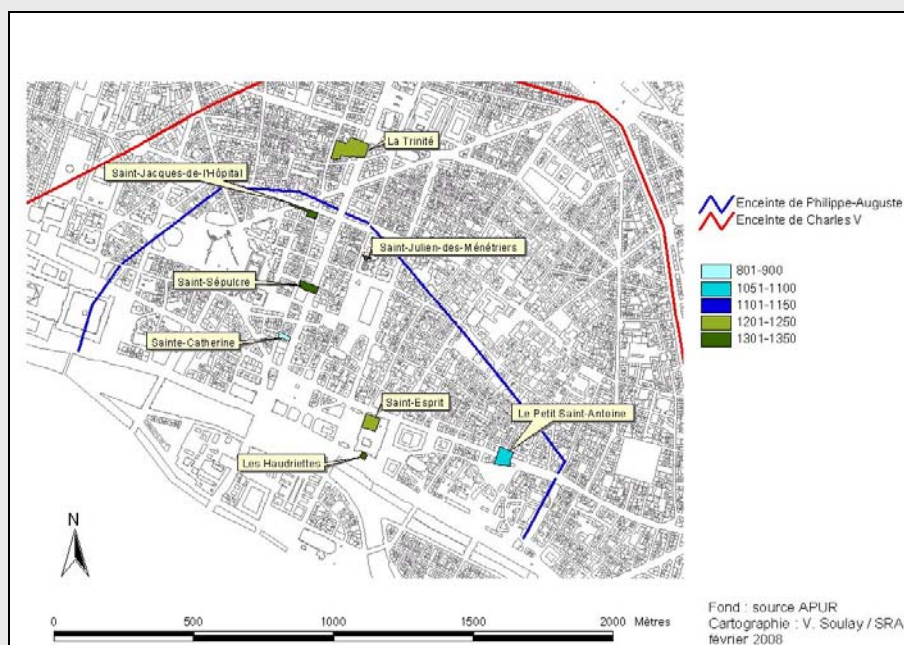 La Trinité
Saint-Jacques-de-l'Hôpital
Saint-Julien-des-Ménétriers
Saint-Sépulcre
Sainte-Catherine
Saint-Esprit
Le Petit Saint-Antoine
Les Haudriettes
N
0 500 1000 1500 2000 Mètres
Enceinte de Philippe-Auguste
Enceinte de Charles V
801-900
1051-1100
1101-1150
1201-1250
1301-1350
Fond : source APUR
Cartographie : V. Soulay / SRA
février 2008